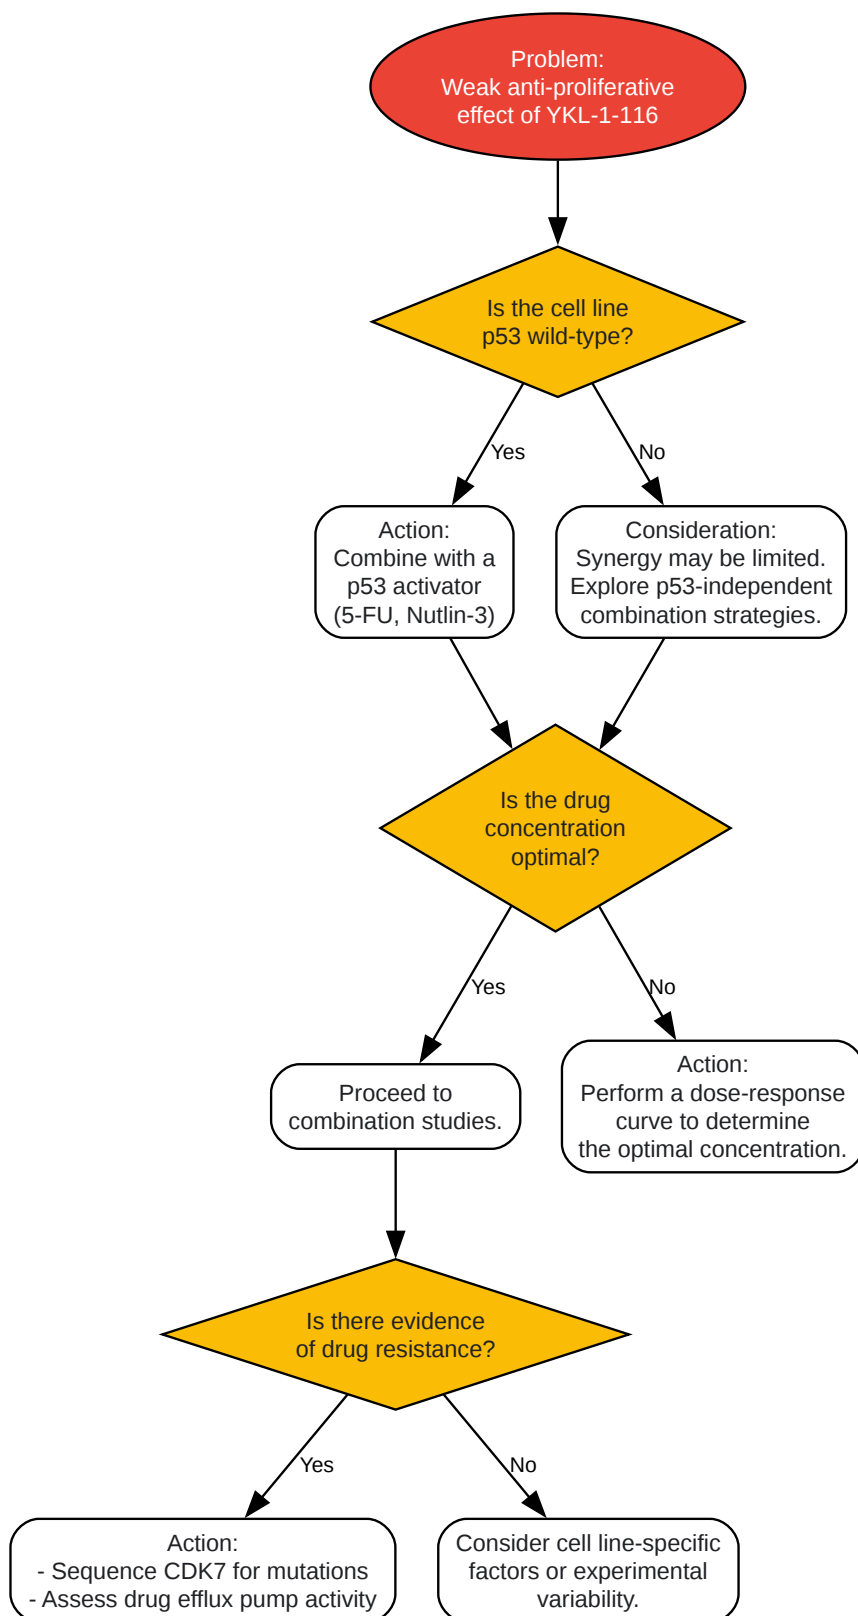 Problem:
Weak anti-proliferative
effect of YKL-1-116
Is the cell line
p53 wild-type?
Yes
No
Action:
Combine with a
p53 activator
(5-FU, Nutlin-3)
Consideration:
Synergy may be limited.
Explore p53-independent
combination strategies.
Is the drug
concentration
optimal?
Yes
No
Proceed to
combination studies.
Action:
Perform a dose-response
curve to determine
the optimal concentration.
Is there evidence
of drug resistance?
Yes
No
Action:
- Sequence CDK7 for mutations
- Assess drug efflux pump activity
Consider cell line-specific
factors or experimental
variability.